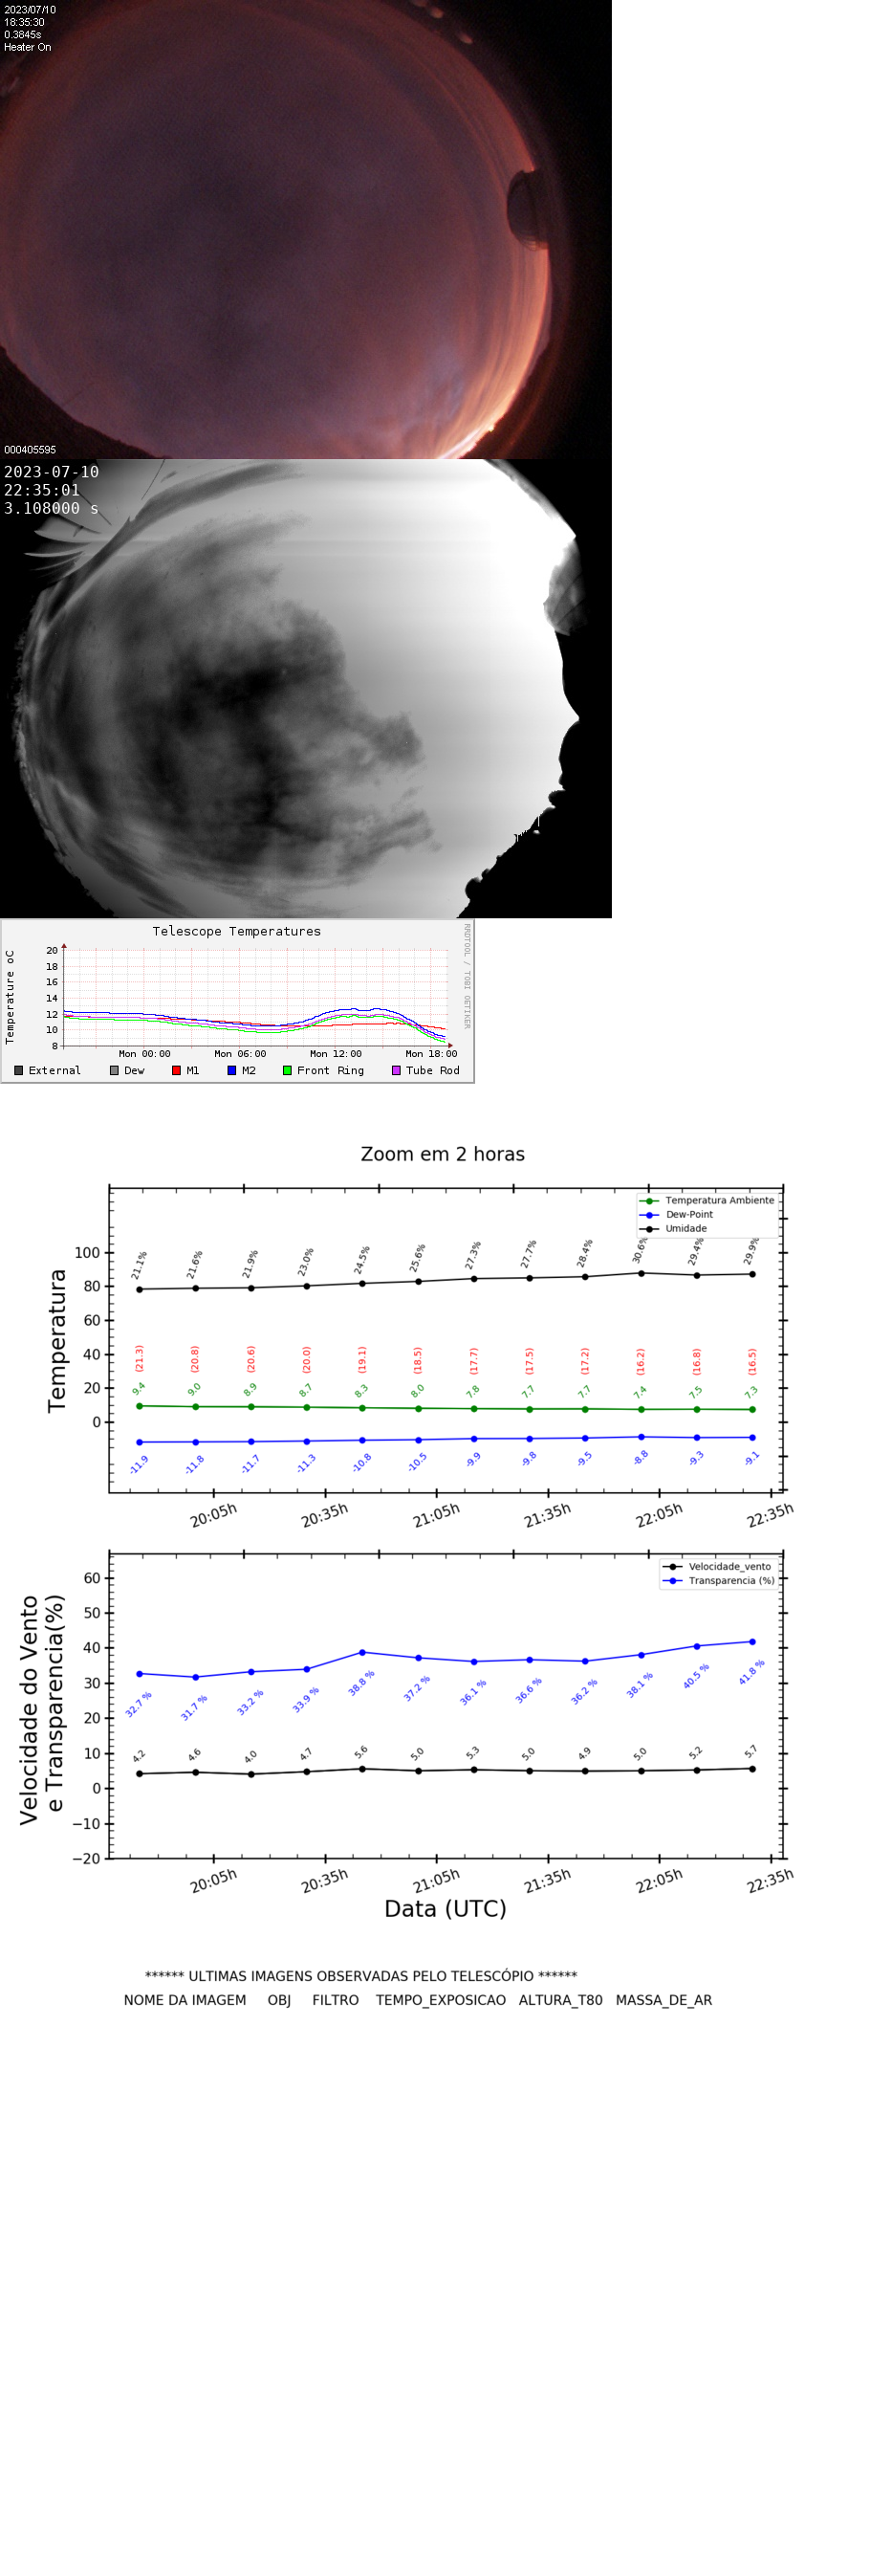 2023/07/10
18:35:30
0.3845s
Heater On
000405595
2023-07-10
22:35:01
3.108000 s
Telescope Temperatures
RRDTOOL / TOBI OETIKER
Temperature oC
20
18
16
14
12
10
8
Mon 00:00 Mon 06:00 Mon 12:00 Mon 18:00
External Dew M1 M2 Front Ring Tube Rod
Zoom em 2 horas
Temperatura Ambiente
Dew-Point
Umidade
Temperatura
100
80
60
40
20
0
21.1% 21.6% 21.9% 23.0% 24.5% 25.6% 27.3% 27.7% 28.4% 30.6% 29.4% 29.9%
(21.3) (20.8) (20.6) (20.0) (19.1) (18.5) (17.7) (17.5) (17.2) (16.2) (16.8) (16.5)
9.4 9.0 8.9 8.7 8.3 8.0 7.8 7.7 7.7 7.4 7.5 7.3
-11.9 -11.8 -11.7 -11.3 -10.8 -10.5 -9.9 -9.8 -9.5 -8.8 -9.3 -9.1
20:05h 20:35h 21:05h 21:35h 22:05h 22:35h
Velocidade_vento
Transparencia (%)
Velocidade do Vento
e Transparencia(%)
60
50
40
30
20
10
0
−10
−20
32.7 % 31.7 % 33.2 % 33.9 % 38.8 % 37.2 % 36.1 % 36.6 % 36.2 % 38.1 % 40.5 % 41.8 %
4.2 4.6 4.0 4.7 5.6 5.0 5.3 5.0 4.9 5.0 5.2 5.7
20:05h 20:35h 21:05h 21:35h 22:05h 22:35h
Data (UTC)
****** ULTIMAS IMAGENS OBSERVADAS PELO TELESCÓPIO ******
NOME DA IMAGEM OBJ FILTRO TEMPO_EXPOSICAO ALTURA_T80 MASSA_DE_AR